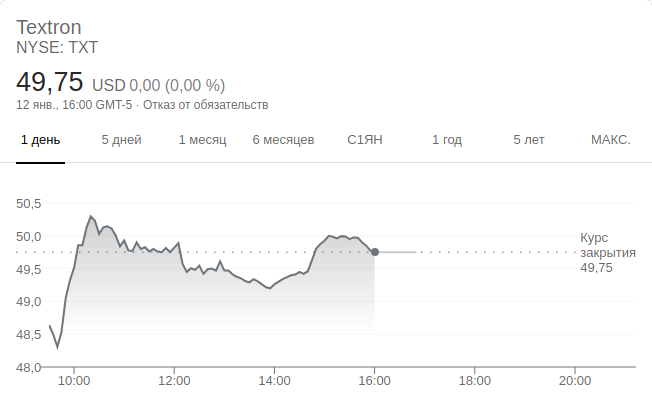 Textron
NYSE: TXT
49,75 USD 0,00 (0,00 %)
12 янв., 16:00 GMT-5 · Отказ от обязательств
1 день 5 дней 1 месяц 6 месяцев С1ЯН 1 год 5 лет МАКС.
50,5
50,0
49,5
49,0
48,5
48,0
Курс
закрытия
49,75
10:00 12:00 14:00 16:00 18:00 20:00